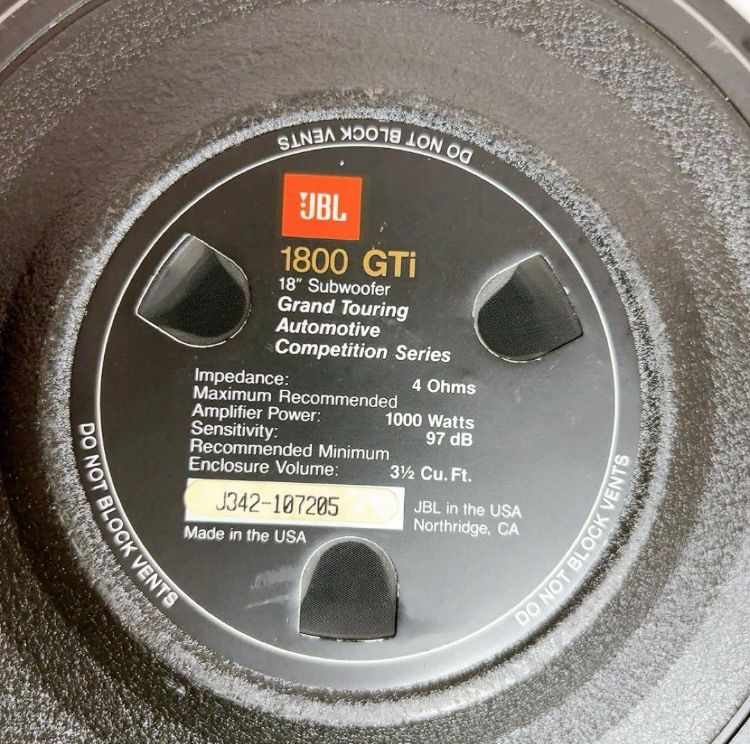 DO NOT BLOCK VENTS
JBL
1800 GTi
18" Subwoofer
Grand Touring
Automotive
Competition Series
Impedance: 4 Ohms
Maximum Recommended
Amplifier Power: 1000 Watts
Sensitivity: 97 dB
Recommended Minimum
Enclosure Volume: 3½ Cu. Ft.
J342-107205
JBL in the USA
Northridge, CA
Made in the USA
DO NOT BLOCK VENTS
DO NOT BLOCK VENTS